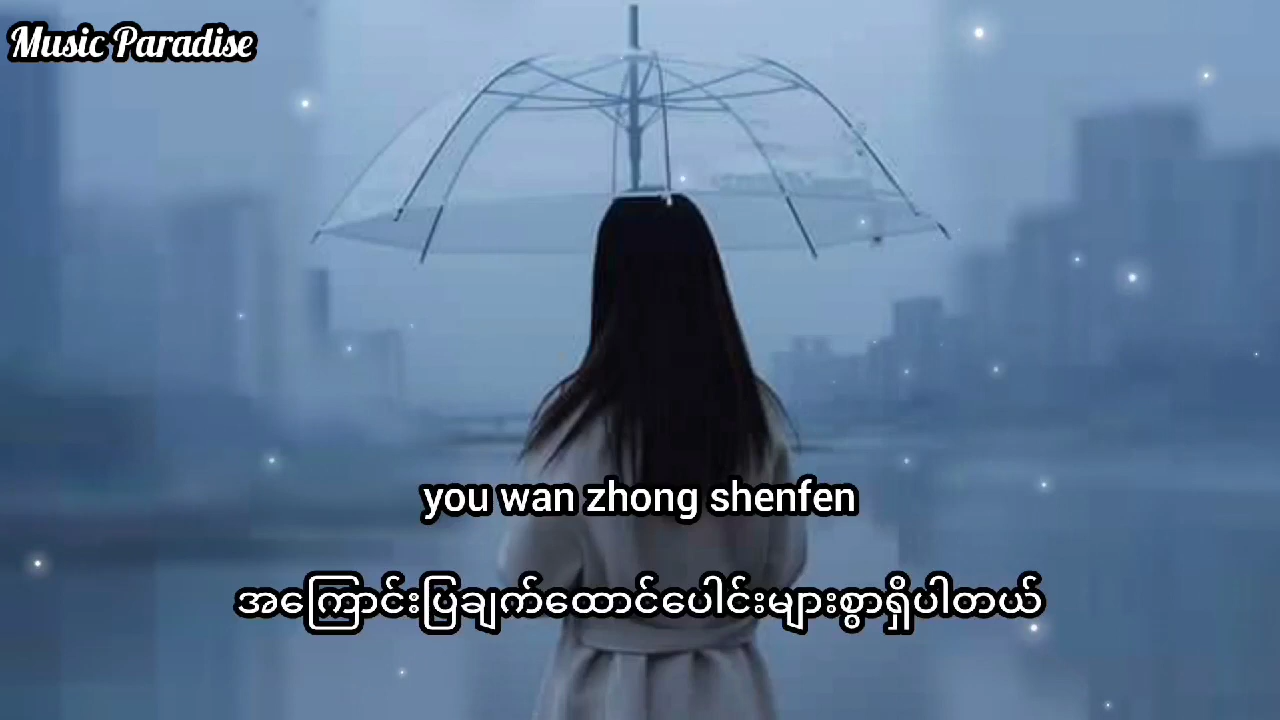 Music Paradise
you wan zhong shenfen
အကြောင်းပြချက်ထောင်ပေါင်းများစွာရှိပါတယ်